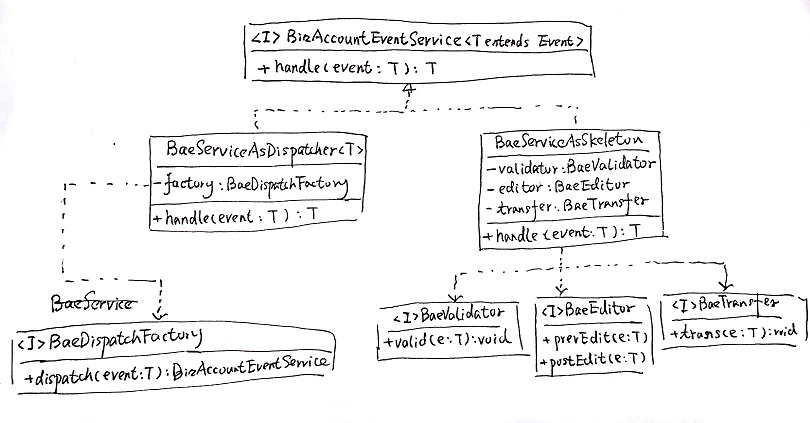 <I> BizAccountEventService<T extends Event>
+ handle(event: T): T
BaeServiceAsDispatcher<T>
- factory: BaeDispatchFactory
+ handle(event: T): T
BaeServiceAsSkeleton
- validator: BaeValidator
- editor: BaeEditor
- transfer: BaeTransfer
+ handle(event: T): T
BaeService
<I> BaeDispatchFactory
+ dispatch(event: T): BizAccountEventService
<I> BaeValidator
+ valid(e: T): void
<I> BaeEditor
+ prevEdit(e: T)
+ postEdit(e: T)
<I> BaeTransfer
+ trans(e: T): void